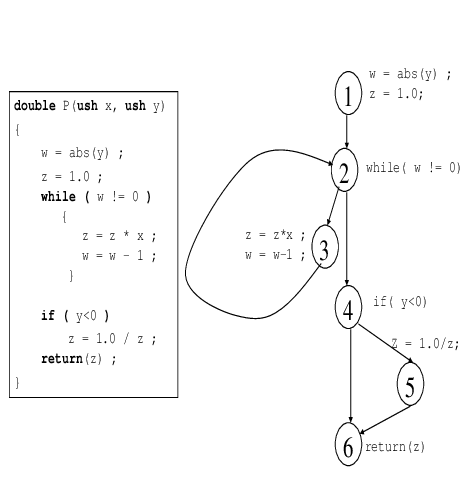 double P(ush x, ush y)
{
w = abs(y) ;
z = 1.0 ;
while ( w != 0 )
{
z = z * x ;
w = w - 1 ;
}
if ( y<0 )
z = 1.0 / z ;
return(z) ;
}
1
w = abs(y) ;
z = 1.0;
2
while( w != 0)
3
z = z*x ;
w = w-1 ;
4
if( y<0)
Z = 1.0/z;
5
6
return(z)